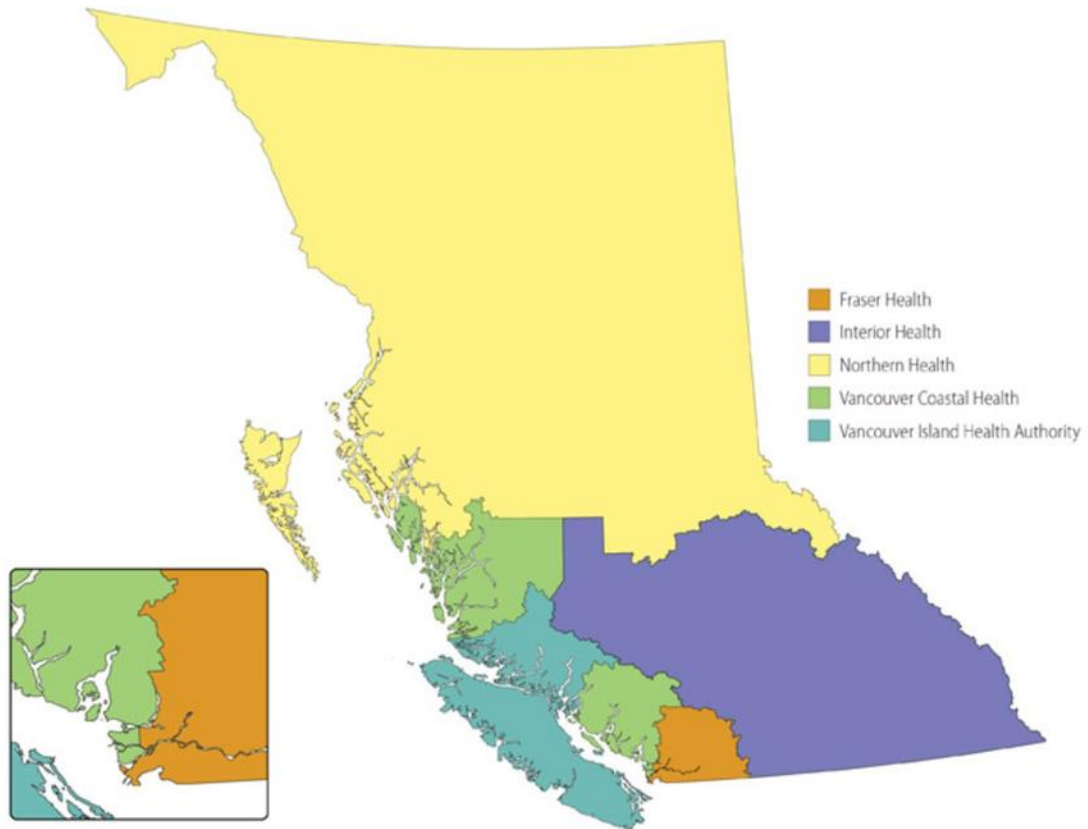 Fraser Health
Interior Health
Northern Health
Vancouver Coastal Health
Vancouver Island Health Authority